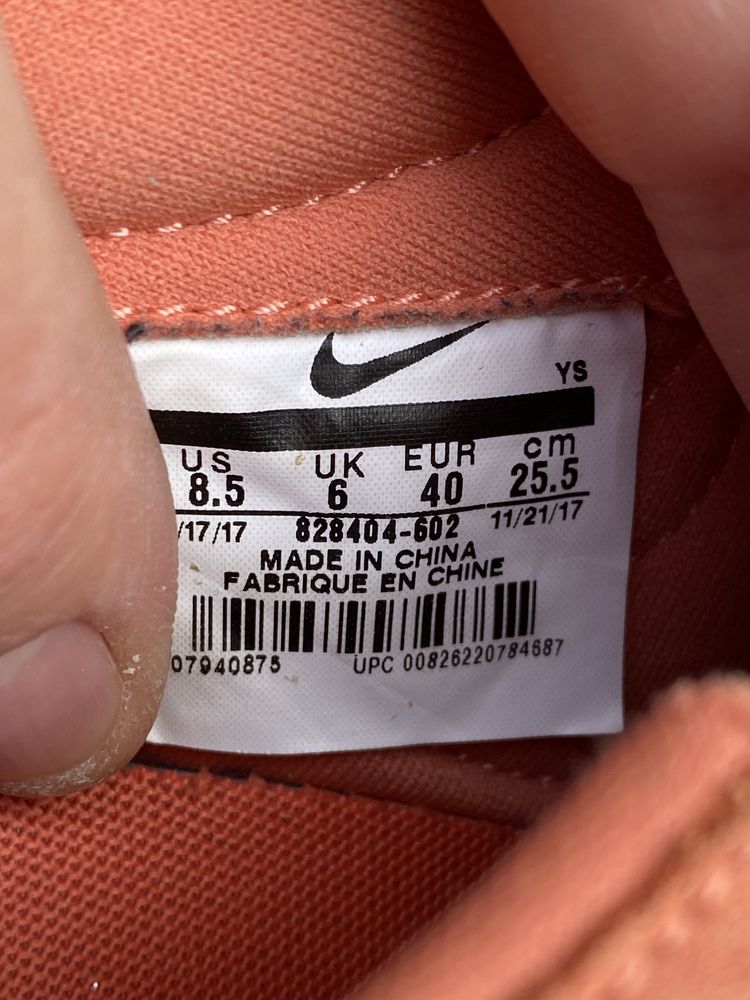 YS
US UK EUR cm
8.5 6 40 25.5
/17/17 828404-602 11/21/17
MADE IN CHINA
FABRIQUE EN CHINE
07940875 UPC 00826220784687